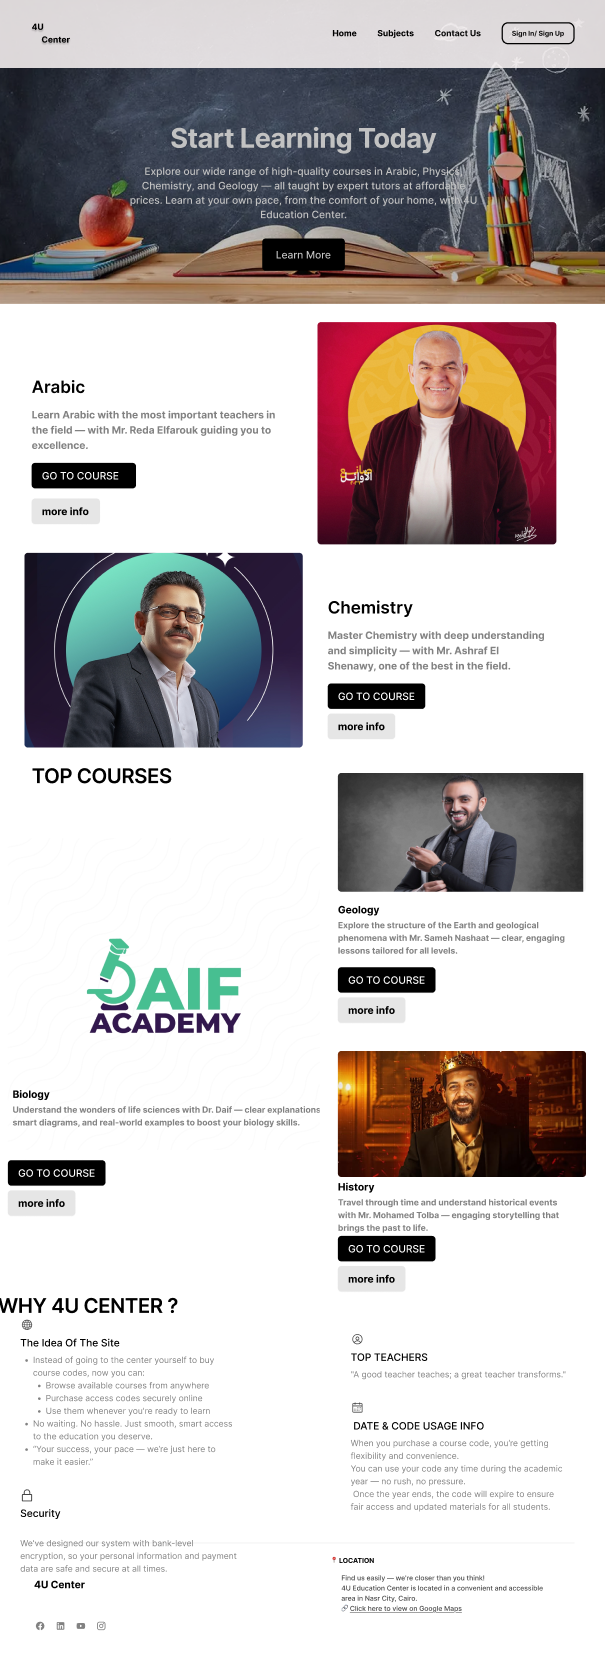 4U
Center
Home Subjects Contact Us Sign In/ Sign Up
Start Learning Today
Explore our wide range of high-quality courses in Arabic, Physics,
Chemistry, and Geology — all taught by expert tutors at affordable
prices. Learn at your own pace, from the comfort of your home, with 4U
Education Center.
Learn More
Arabic
Learn Arabic with the most important teachers in
the field — with Mr. Reda Elfarouk guiding you to
excellence.
GO TO COURSE
more info
Chemistry
Master Chemistry with deep understanding
and simplicity — with Mr. Ashraf El
Shenawy, one of the best in the field.
GO TO COURSE
more info
TOP COURSES
DAIF
ACADEMY
Biology
Understand the wonders of life sciences with Dr. Daif — clear explanations
smart diagrams, and real-world examples to boost your biology skills.
GO TO COURSE
more info
Geology
Explore the structure of the Earth and geological
phenomena with Mr. Sameh Nashaat — clear, engaging
lessons tailored for all levels.
GO TO COURSE
more info
History
Travel through time and understand historical events
with Mr. Mohamed Tolba — engaging storytelling that
brings the past to life.
GO TO COURSE
more info
WHY 4U CENTER ?
The Idea Of The Site
• Instead of going to the center yourself to buy
course codes, now you can:
• Browse available courses from anywhere
• Purchase access codes securely online
• Use them whenever you're ready to learn
• No waiting. No hassle. Just smooth, smart access
to the education you deserve.
• "Your success, your pace — we're just here to
make it easier."
Security
We've designed our system with bank-level
encryption, so your personal information and payment
data are safe and secure at all times.
TOP TEACHERS
"A good teacher teaches; a great teacher transforms."
DATE & CODE USAGE INFO
When you purchase a course code, you're getting
flexibility and convenience.
You can use your code any time during the academic
year — no rush, no pressure.
Once the year ends, the code will expire to ensure
fair access and updated materials for all students.
4U Center
📍 LOCATION
Find us easily — we're closer than you think!
4U Education Center is located in a convenient and accessible
area in Nasr City, Cairo.
🔗 Click here to view on Google Maps